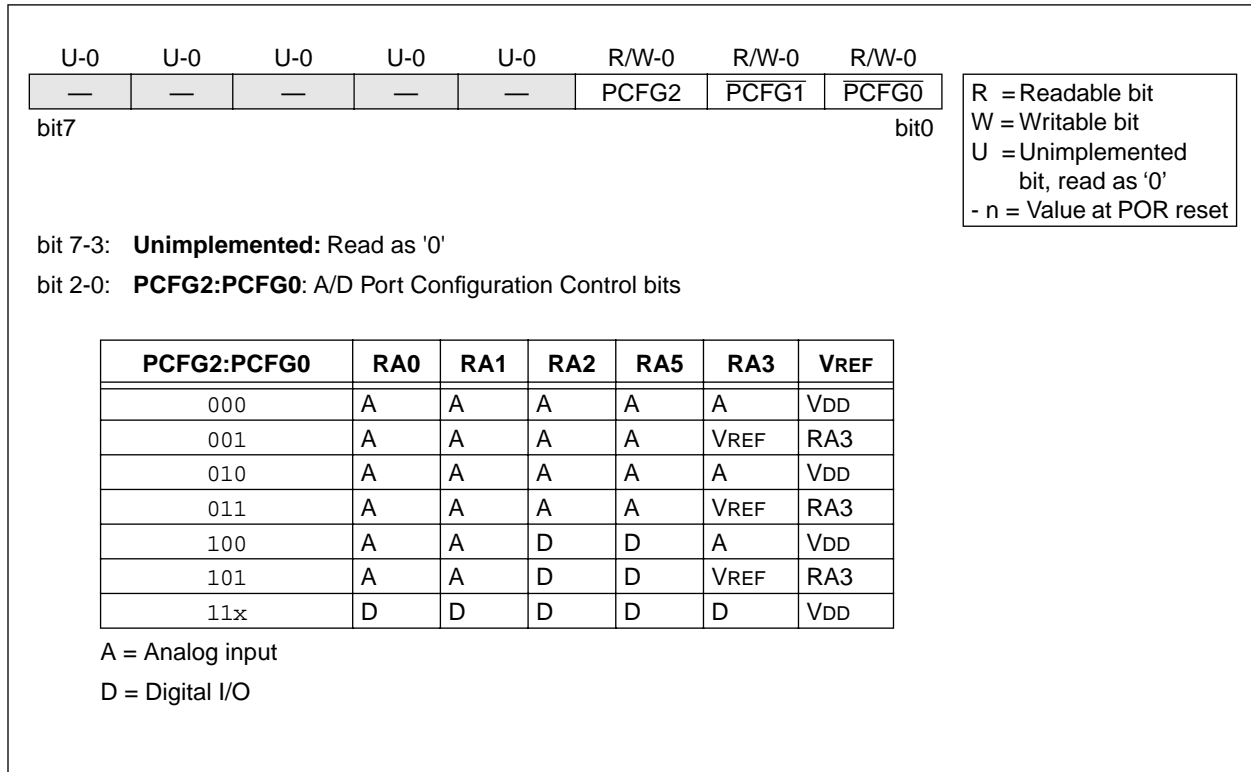 U-0 U-0 U-0 U-0 U-0 R/W-0 R/W-0 R/W-0
— — — — — PCFG2 P̅C̅F̅G̅1̅ P̅C̅F̅G̅0̅
bit7 bit0
R = Readable bit
W = Writable bit
U = Unimplemented
bit, read as ‘0’
- n = Value at POR reset
bit 7-3: Unimplemented: Read as '0'
bit 2-0: PCFG2:PCFG0: A/D Port Configuration Control bits
PCFG2:PCFG0 RA0 RA1 RA2 RA5 RA3 VREF
000 A A A A A VDD
001 A A A A VREF RA3
010 A A A A A VDD
011 A A A A VREF RA3
100 A A D D A VDD
101 A A D D VREF RA3
11x D D D D D VDD
A = Analog input
D = Digital I/O